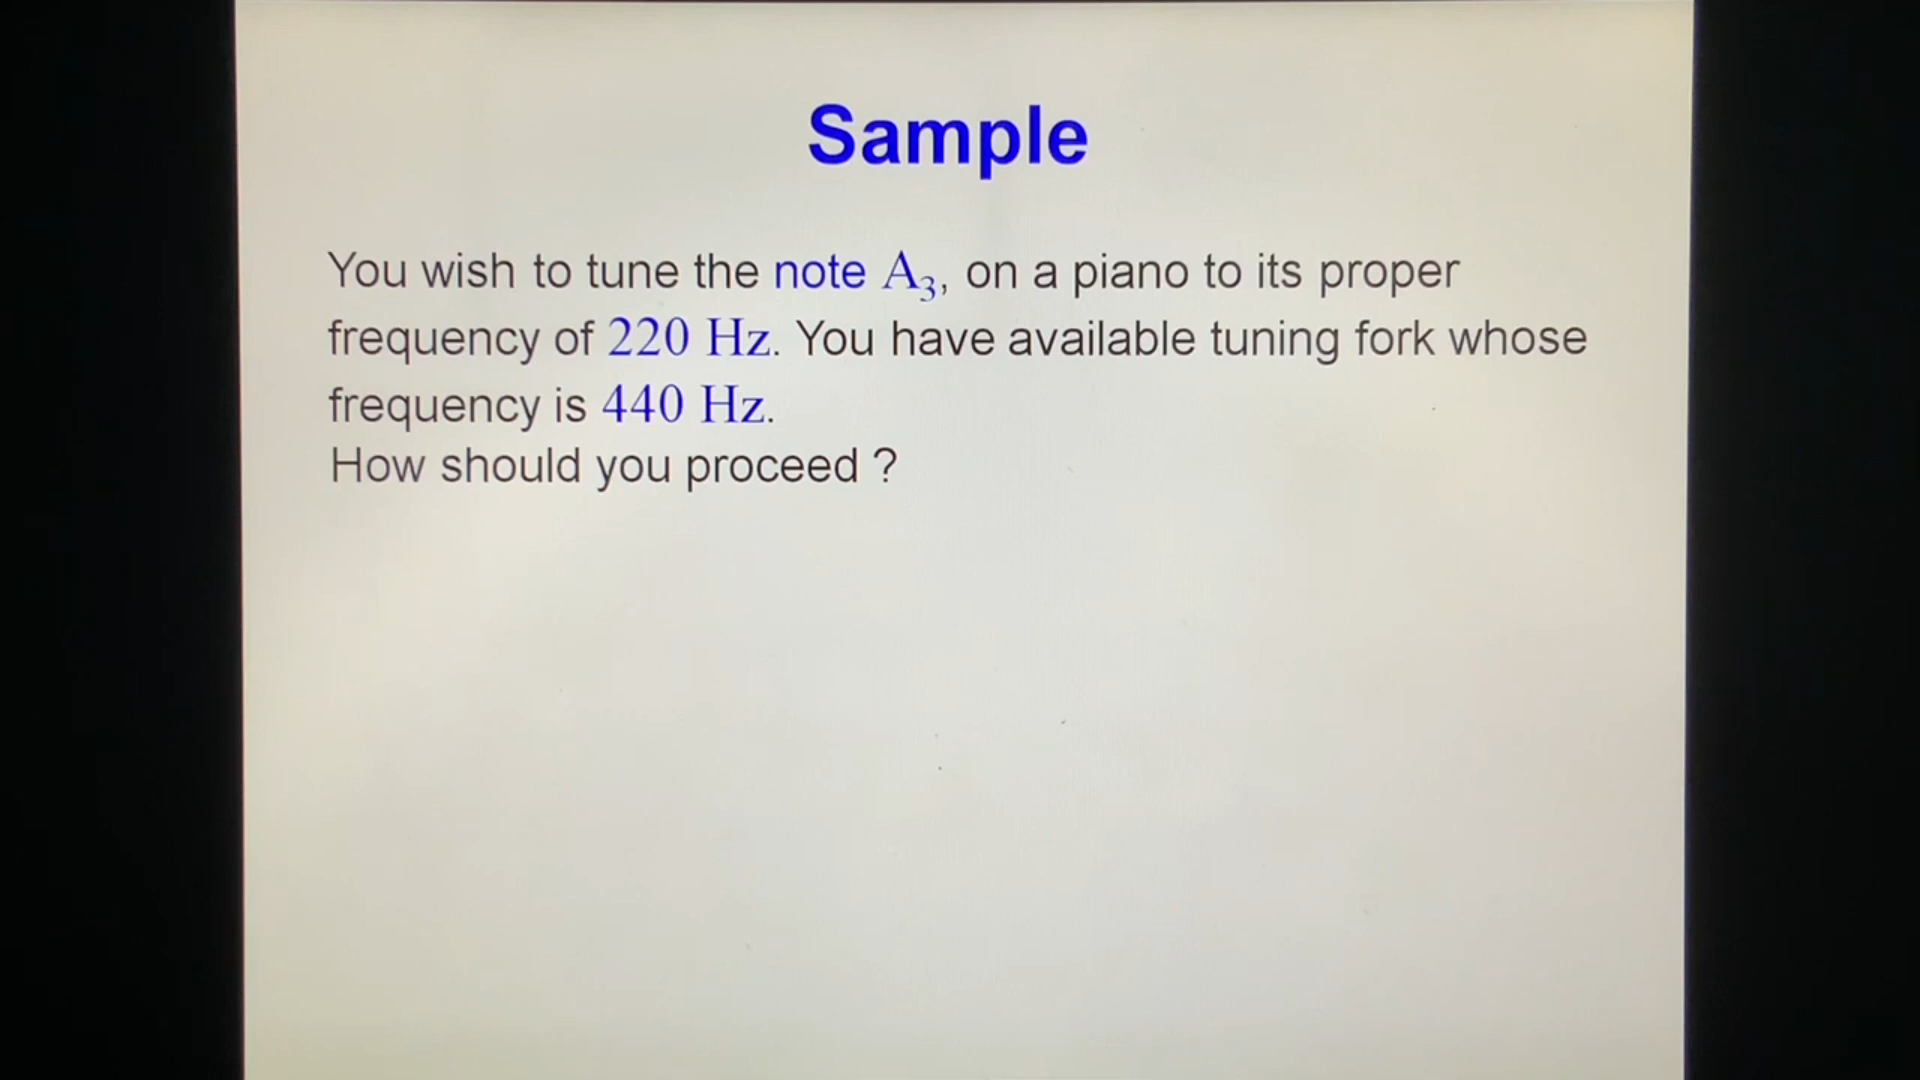 Sample
You wish to tune the note A₃, on a piano to its proper
frequency of 220 Hz. You have available tuning fork whose
frequency is 440 Hz.
How should you proceed ?